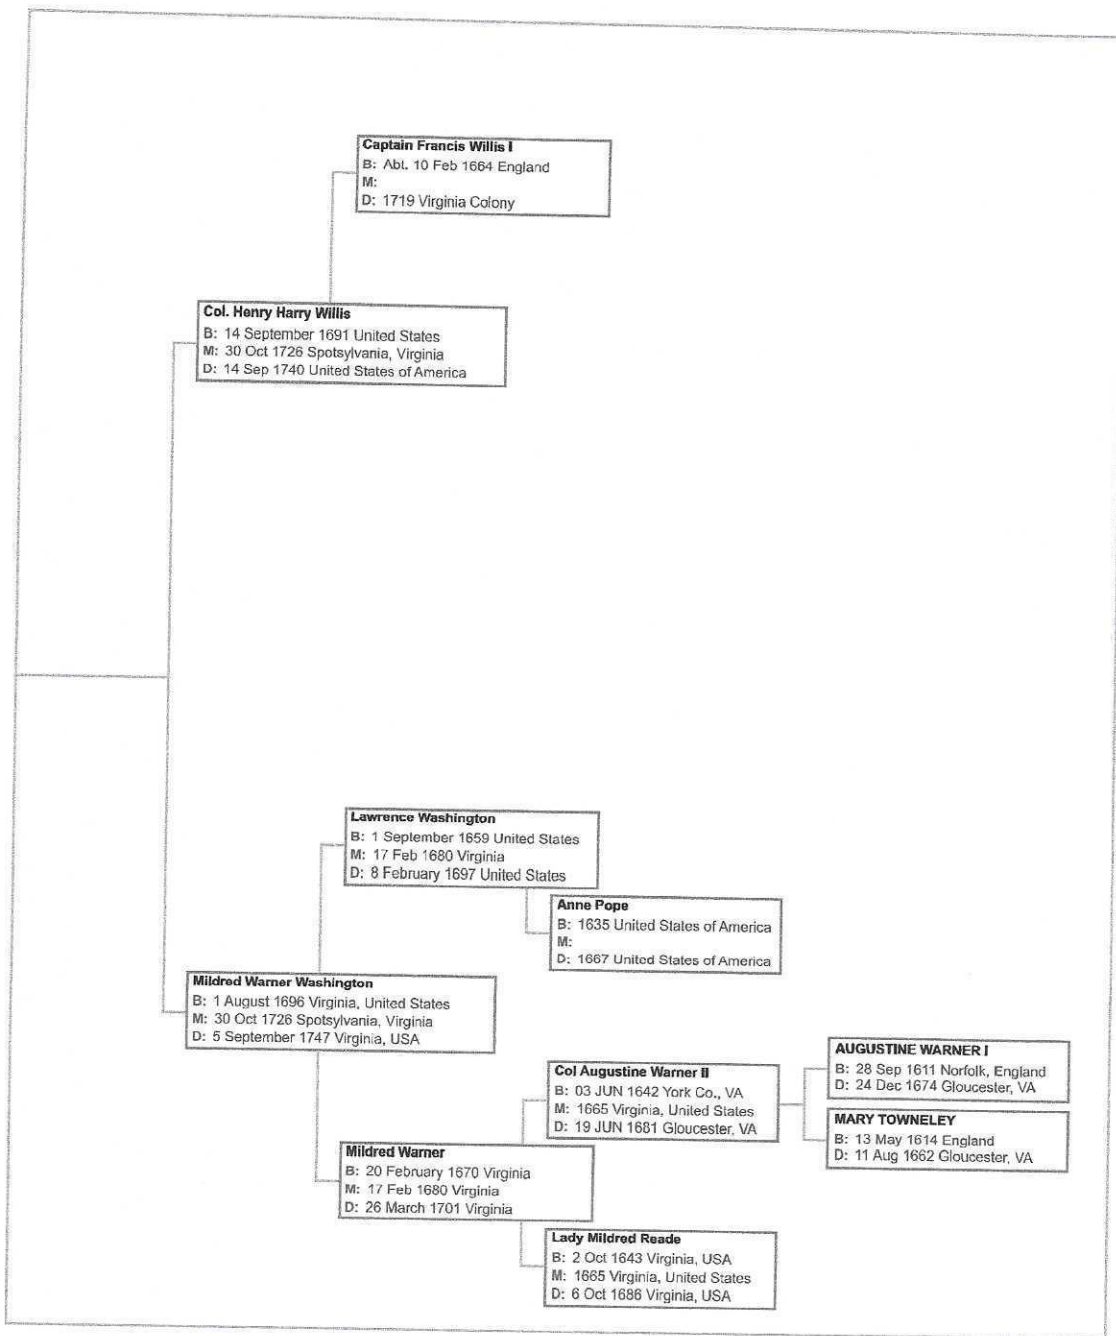 Captain Francis Willis I
B: Abt. 10 Feb 1664 England
M:
D: 1719 Virginia Colony
Col. Henry Harry Willis
B: 14 September 1691 United States
M: 30 Oct 1726 Spotsylvania, Virginia
D: 14 Sep 1740 United States of America
Lawrence Washington
B: 1 September 1659 United States
M: 17 Feb 1680 Virginia
D: 8 February 1697 United States
Anne Pope
B: 1635 United States of America
M:
D: 1667 United States of America
Mildred Warner Washington
B: 1 August 1696 Virginia, United States
M: 30 Oct 1726 Spotsylvania, Virginia
D: 5 September 1747 Virginia, USA
Col Augustine Warner II
B: 03 JUN 1642 York Co., VA
M: 1665 Virginia, United States
D: 19 JUN 1681 Gloucester, VA
AUGUSTINE WARNER I
B: 28 Sep 1611 Norfolk, England
D: 24 Dec 1674 Gloucester, VA
MARY TOWNELEY
B: 13 May 1614 England
D: 11 Aug 1662 Gloucester, VA
Mildred Warner
B: 20 February 1670 Virginia
M: 17 Feb 1680 Virginia
D: 26 March 1701 Virginia
Lady Mildred Reade
B: 2 Oct 1643 Virginia, USA
M: 1665 Virginia, United States
D: 6 Oct 1686 Virginia, USA